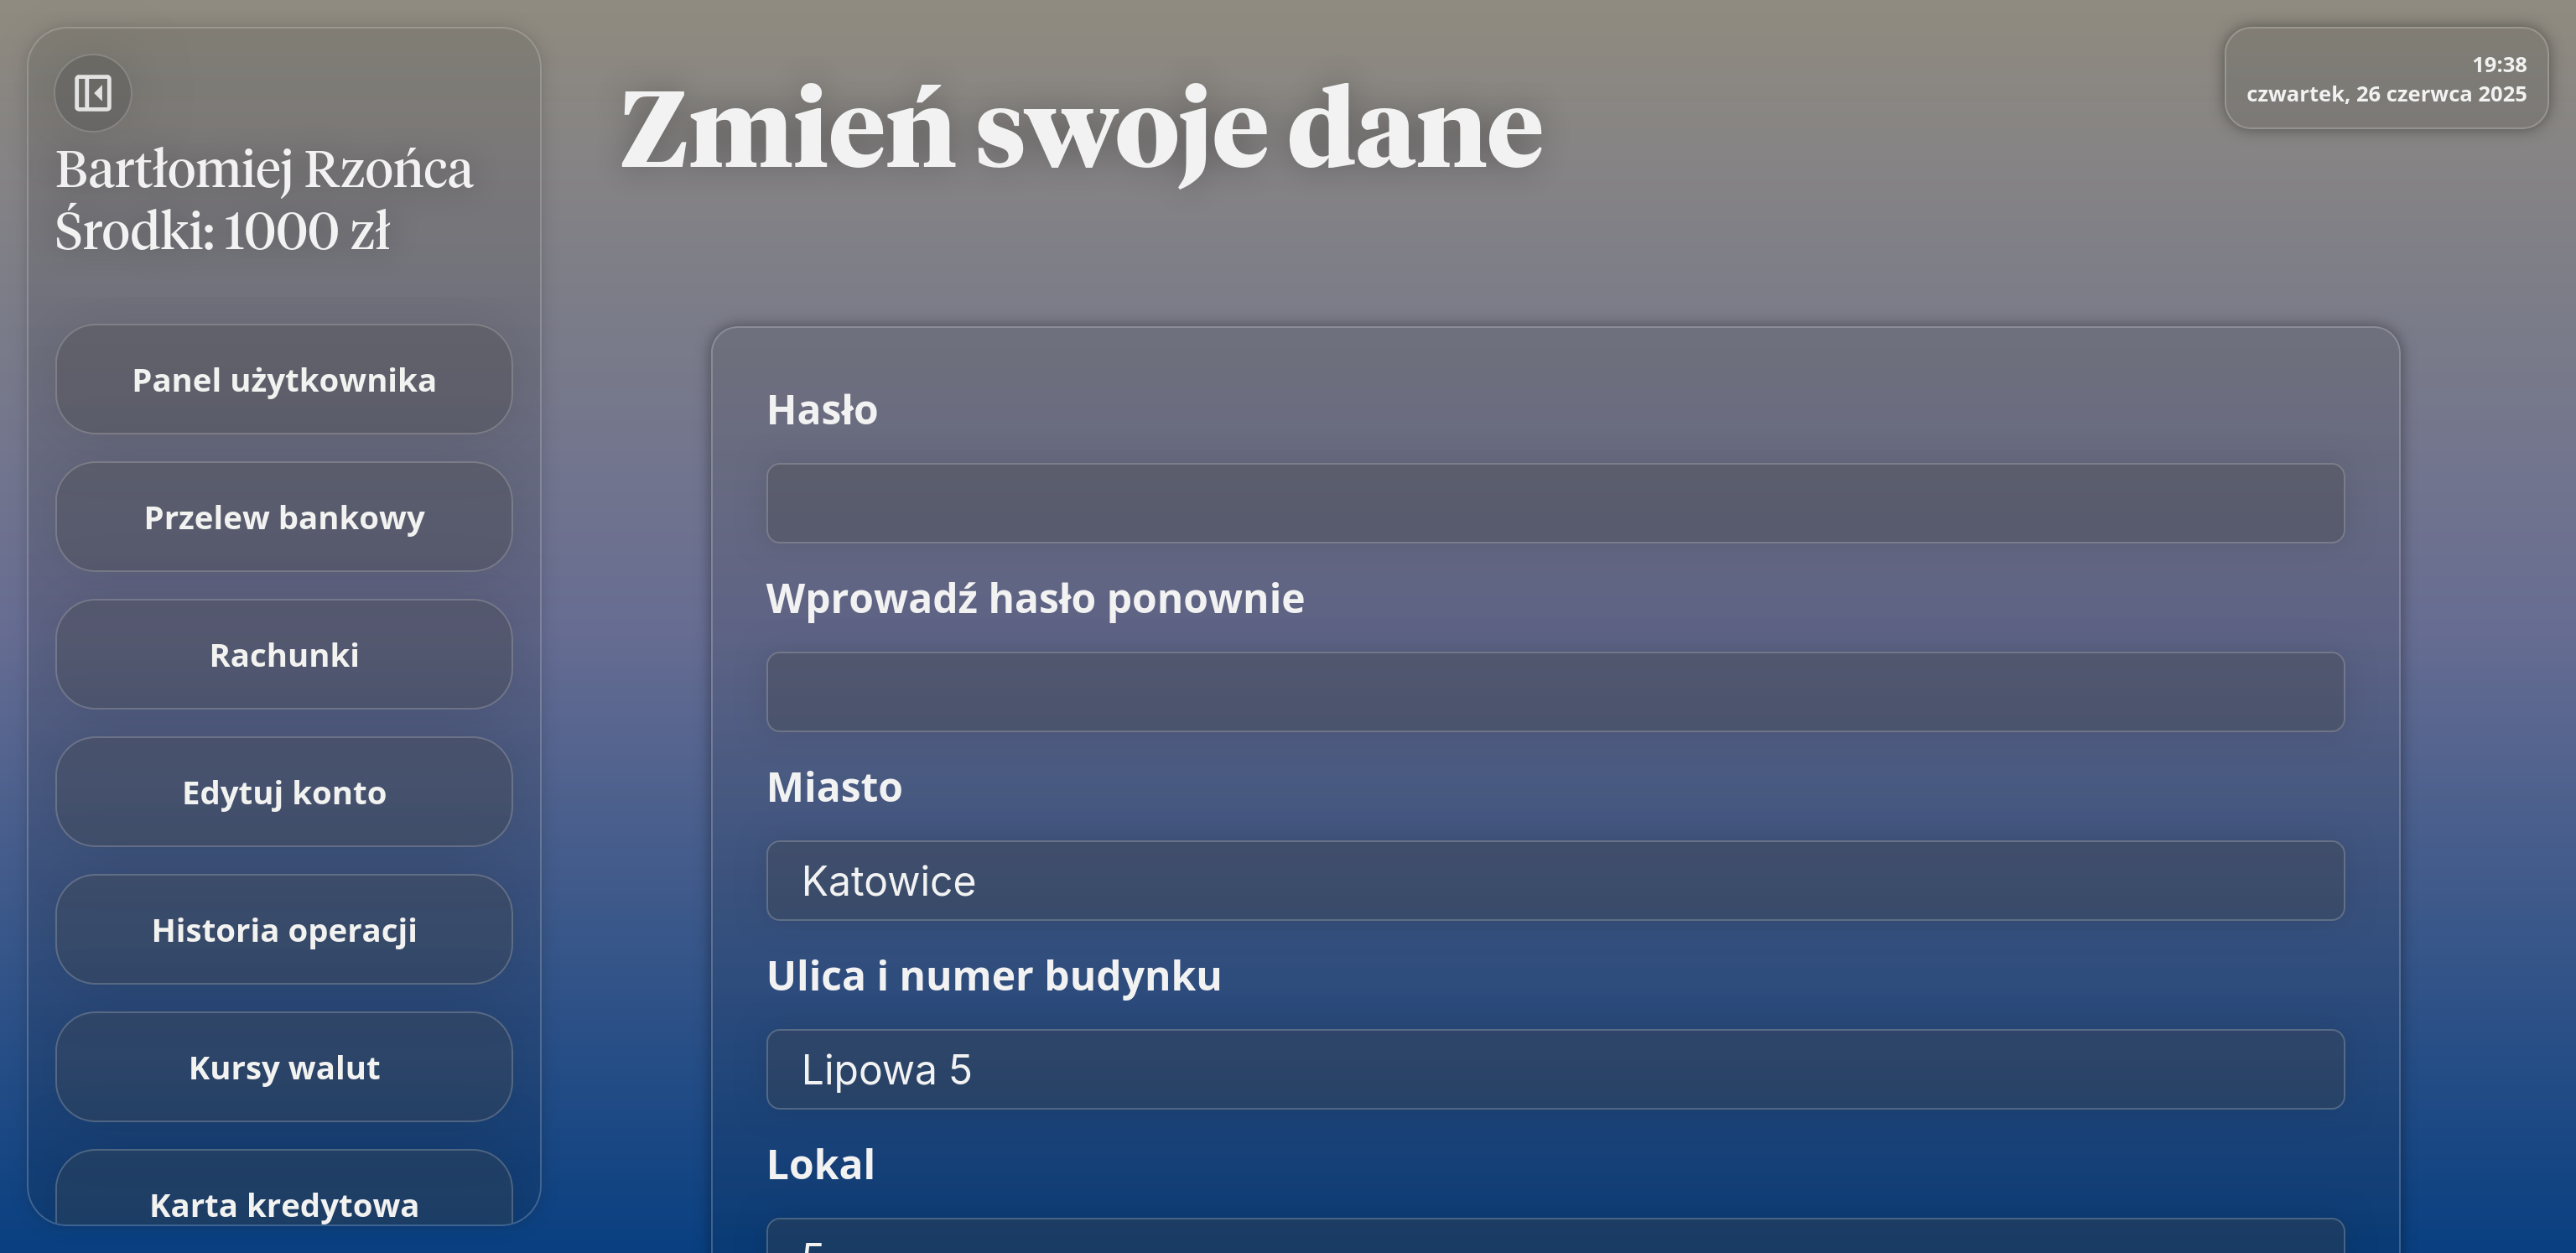 Bartłomiej Rzońca
Środki: 1000 zł
Panel użytkownika
Przelew bankowy
Rachunki
Edytuj konto
Historia operacji
Kursy walut
Karta kredytowa
Zmień swoje dane
19:38
czwartek, 26 czerwca 2025
Hasło
Wprowadź hasło ponownie
Miasto
Katowice
Ulica i numer budynku
Lipowa 5
Lokal